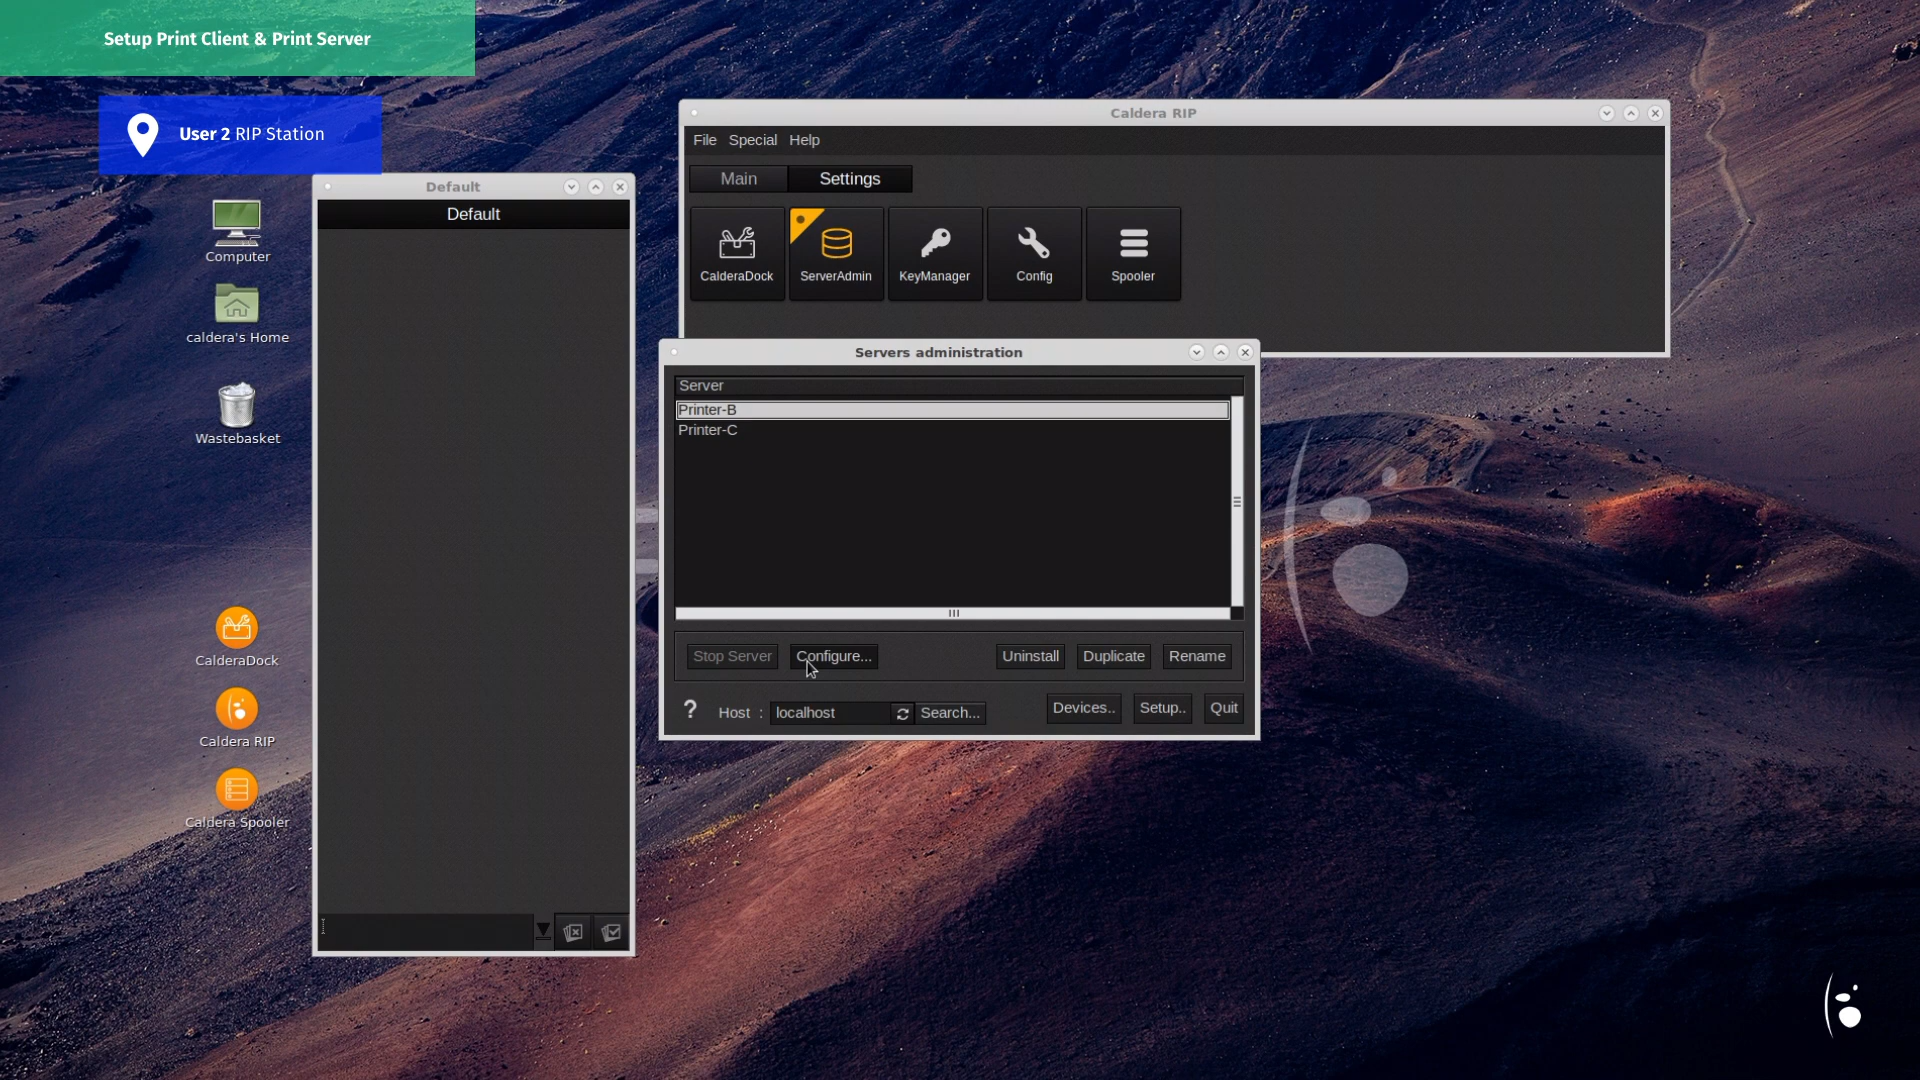 Setup Print Client & Print Server
User 2 RIP Station
Computer
caldera's Home
Wastebasket
CalderaDock
Caldera RIP
Caldera Spooler
Default
Default
Caldera RIP
File Special Help
Main Settings
CalderaDock ServerAdmin KeyManager Config Spooler
Servers administration
Server
Printer-B
Printer-C
Stop Server Configure... Uninstall Duplicate Rename
? Host : localhost Search... Devices.. Setup.. Quit